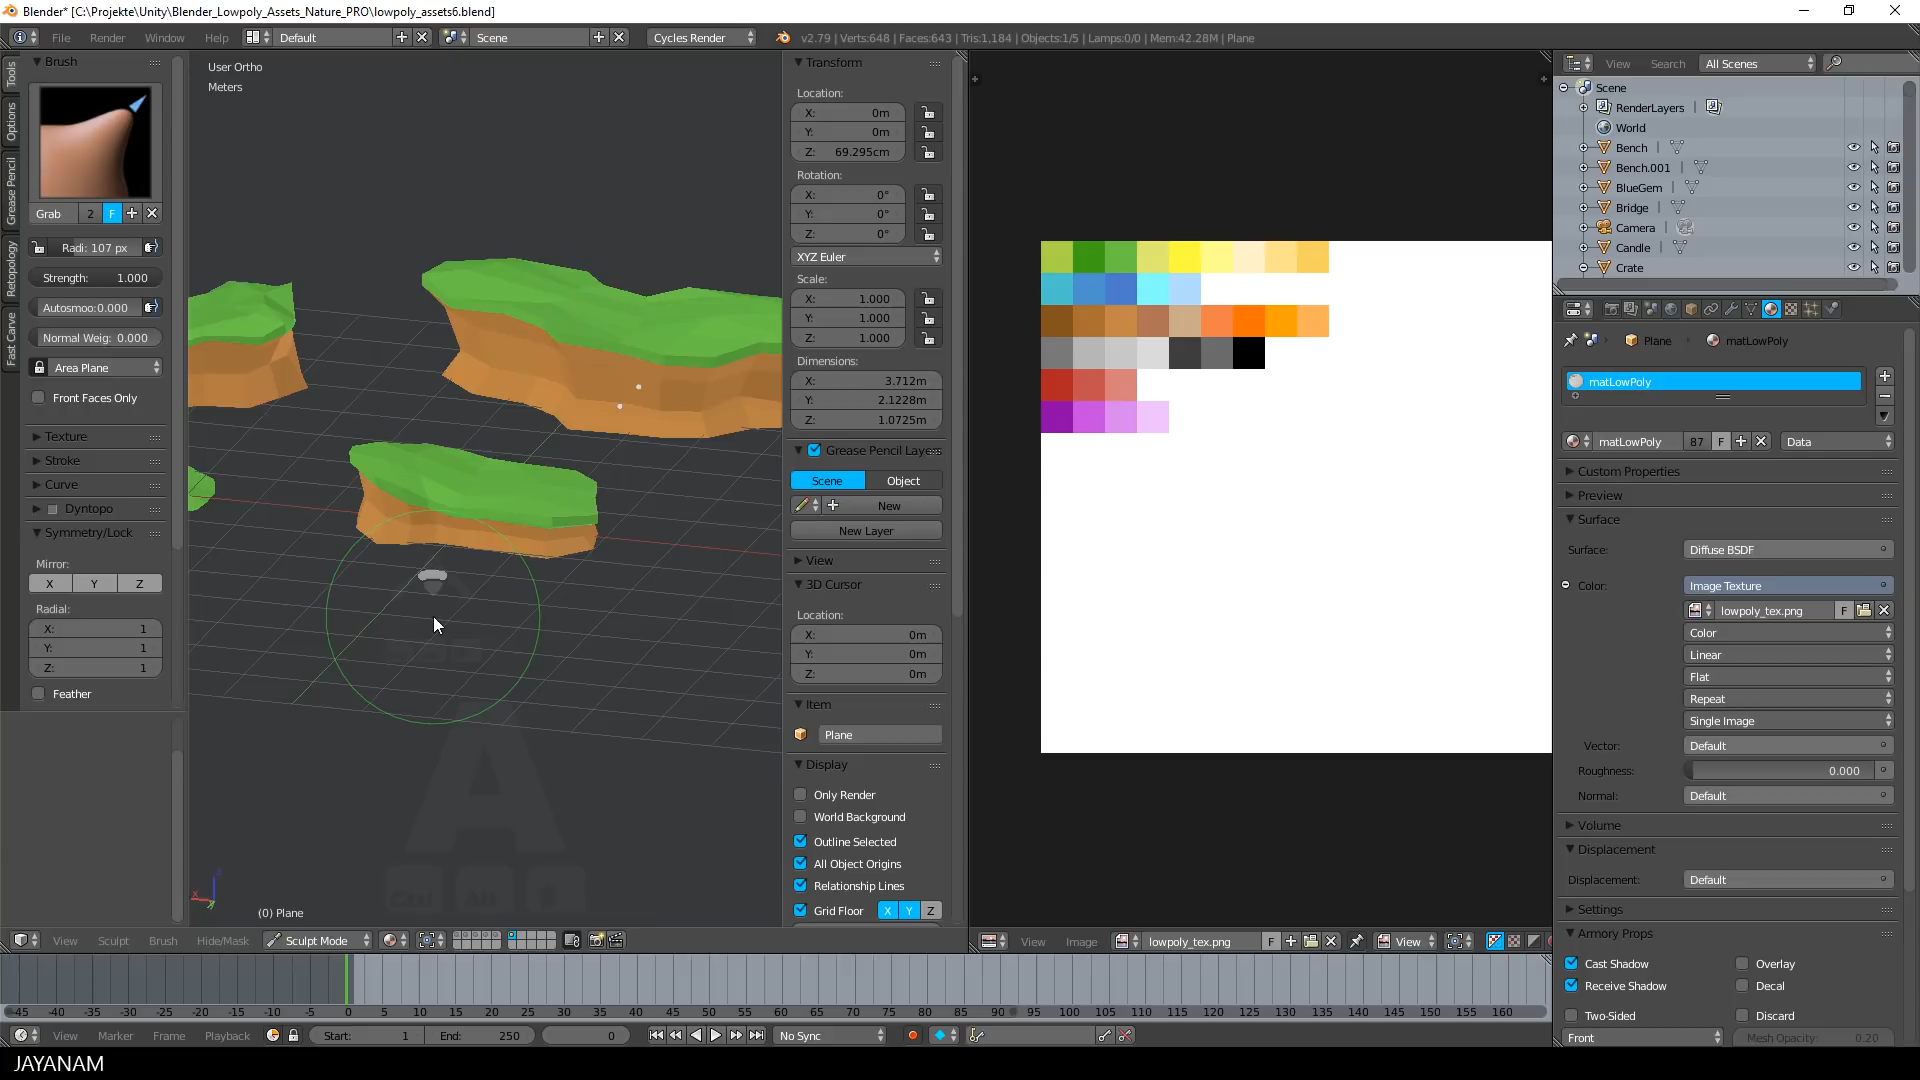 Blender* [C:\Projekte\Unity\Blender_Lowpoly_Assets_Nature_PRO\lowpoly_assets6.blend]
File Render Window Help Default Scene Cycles Render v2.79 | Verts:648 | Faces:643 | Tris:1,184 | Objects:1/5 | Lamps:0/0 | Mem:42.28M | Plane
Tools
Options
Grease Pencil
Retopology
Fast Carve
Brush
Grab 2 F
Radi: 107 px
Strength: 1.000
Autosmoo:0.000
Normal Weig: 0.000
Area Plane
Front Faces Only
Texture
Stroke
Curve
Dyntopo
Symmetry/Lock
Mirror:
X Y Z
Radial:
X: 1
Y: 1
Z: 1
Feather
User Ortho
Meters
A
Alt
(0) Plane
Transform
Location:
X: 0m
Y: 0m
Z: 69.295cm
Rotation:
X: 0°
Y: 0°
Z: 0°
XYZ Euler
Scale:
X: 1.000
Y: 1.000
Z: 1.000
Dimensions:
X: 3.712m
Y: 2.1228m
Z: 1.0725m
Grease Pencil Laye
Scene Object
New
New Layer
View
3D Cursor
Location:
X: 0m
Y: 0m
Z: 0m
Item
Plane
Display
Only Render
World Background
Outline Selected
All Object Origins
Relationship Lines
Grid Floor X Y Z
View Search All Scenes
Scene
RenderLayers
World
Bench
Bench.001
BlueGem
Bridge
Camera
Candle
Crate
Plane matLowPoly
matLowPoly
matLowPoly 87 F Data
Custom Properties
Preview
Surface
Surface: Diffuse BSDF
Color: Image Texture
lowpoly_tex.png F
Color
Linear
Flat
Repeat
Single Image
Vector: Default
Roughness: 0.000
Normal: Default
Volume
Displacement
Displacement: Default
Settings
Armory Props
Cast Shadow Overlay
Receive Shadow Decal
Two-Sided Discard
Front Mesh Opacity: 0.20
View Sculpt Brush Hide/Mask Sculpt Mode
View Image lowpoly_tex.png F View
-45 -40 -35 -30 -25 -20 -15 -10 -5 0 5 10 15 20 25 30 35 40 45 50 55 60 65 70 75 80 85 90 95 100 105 110 115 120 125 130 135 140 145 150 155 160
View Marker Frame Playback Start: 1 End: 250 0 No Sync
JAYANAM